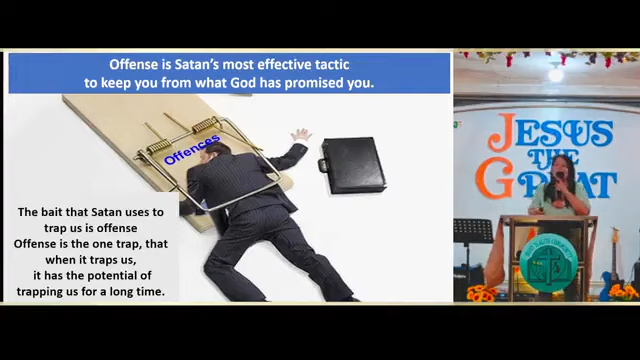 Offense is Satan's most effective tactic
to keep you from what God has promised you.
Offences
The bait that Satan uses to
trap us is offense
Offense is the one trap, that
when it traps us,
it has the potential of
trapping us for a long time.
JESUS
THE
GREAT